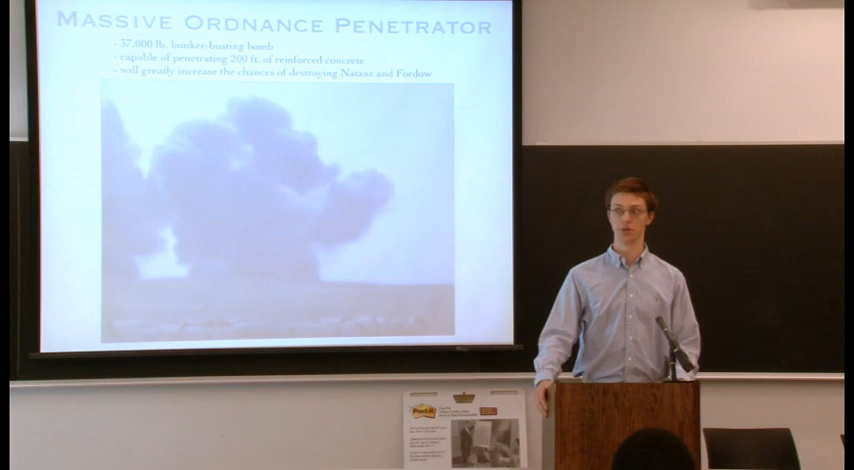 MASSIVE ORDNANCE PENETRATOR
- 37,000 lb. bunker-busting bomb
- capable of penetrating 200 ft. of reinforced concrete
- will greatly increase the chances of destroying Natanz and Fordow
Post-it